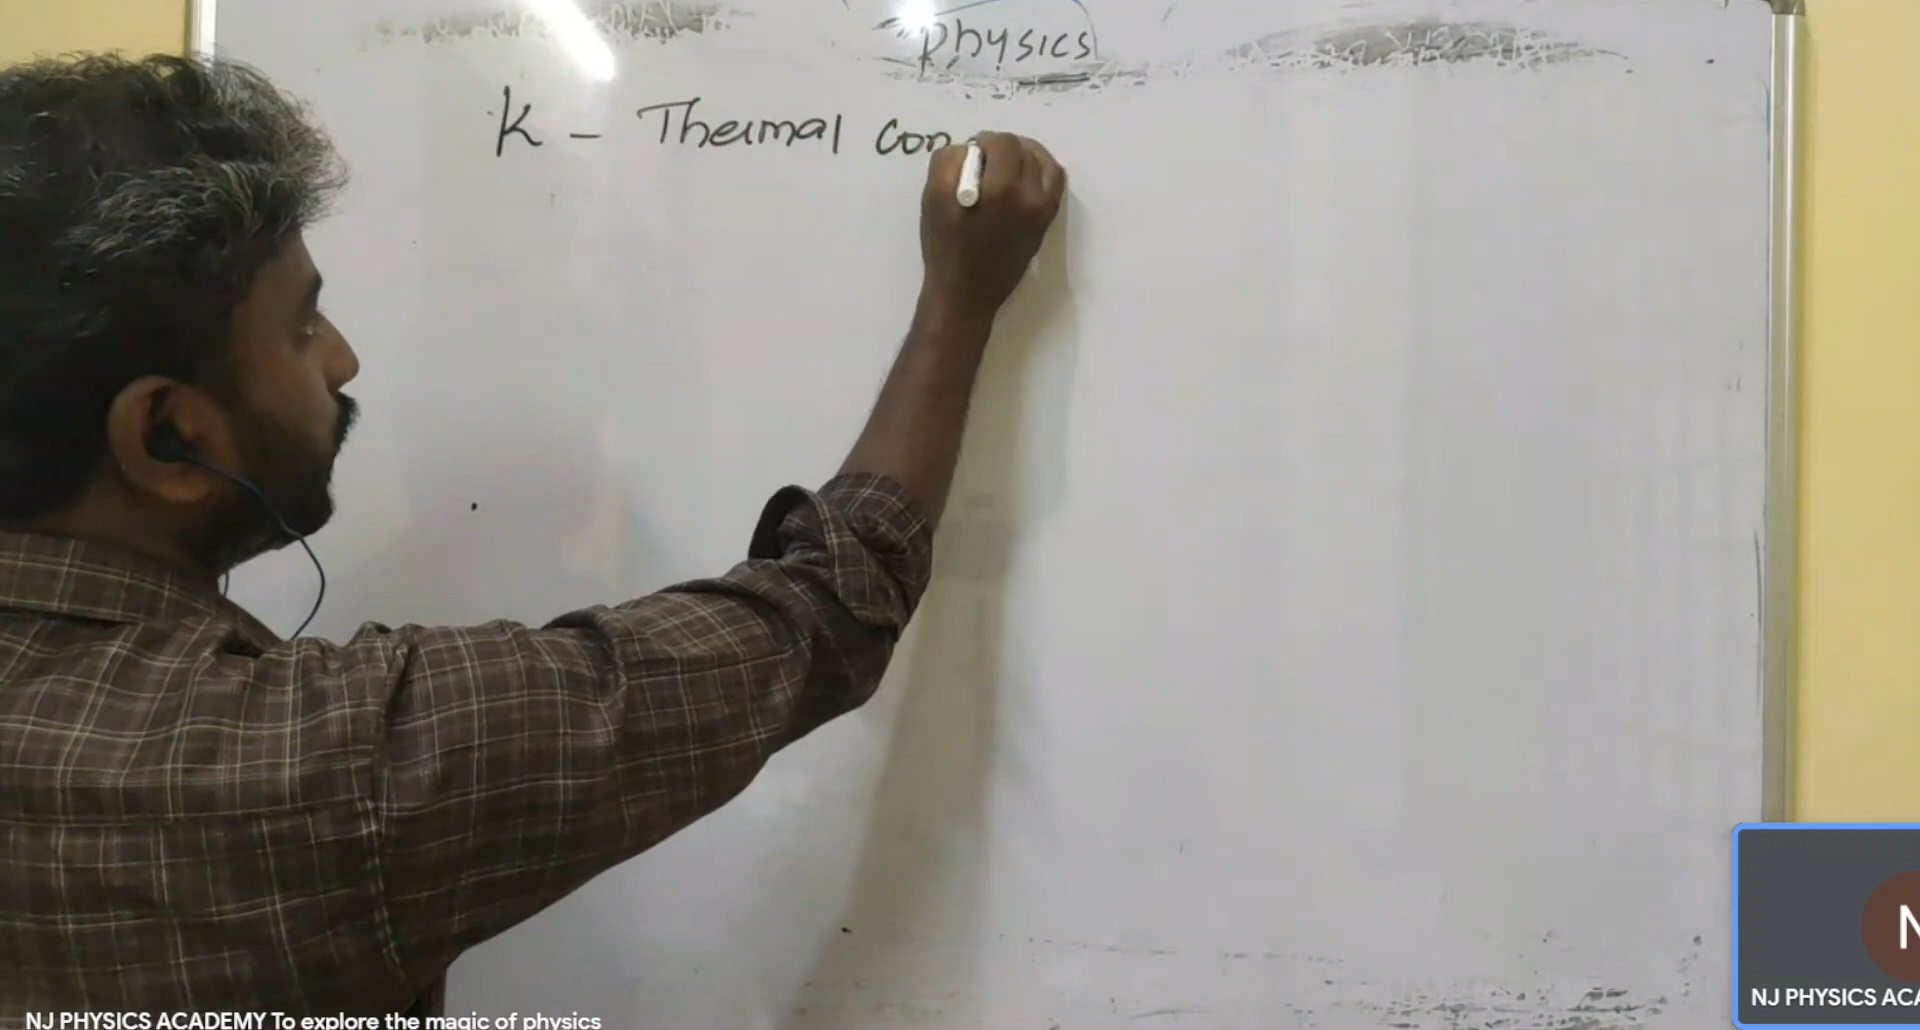 Physics
K - Thermal con
NJ PHYSICS ACADEMY To explore the magic of physics
N
NJ PHYSICS ACA